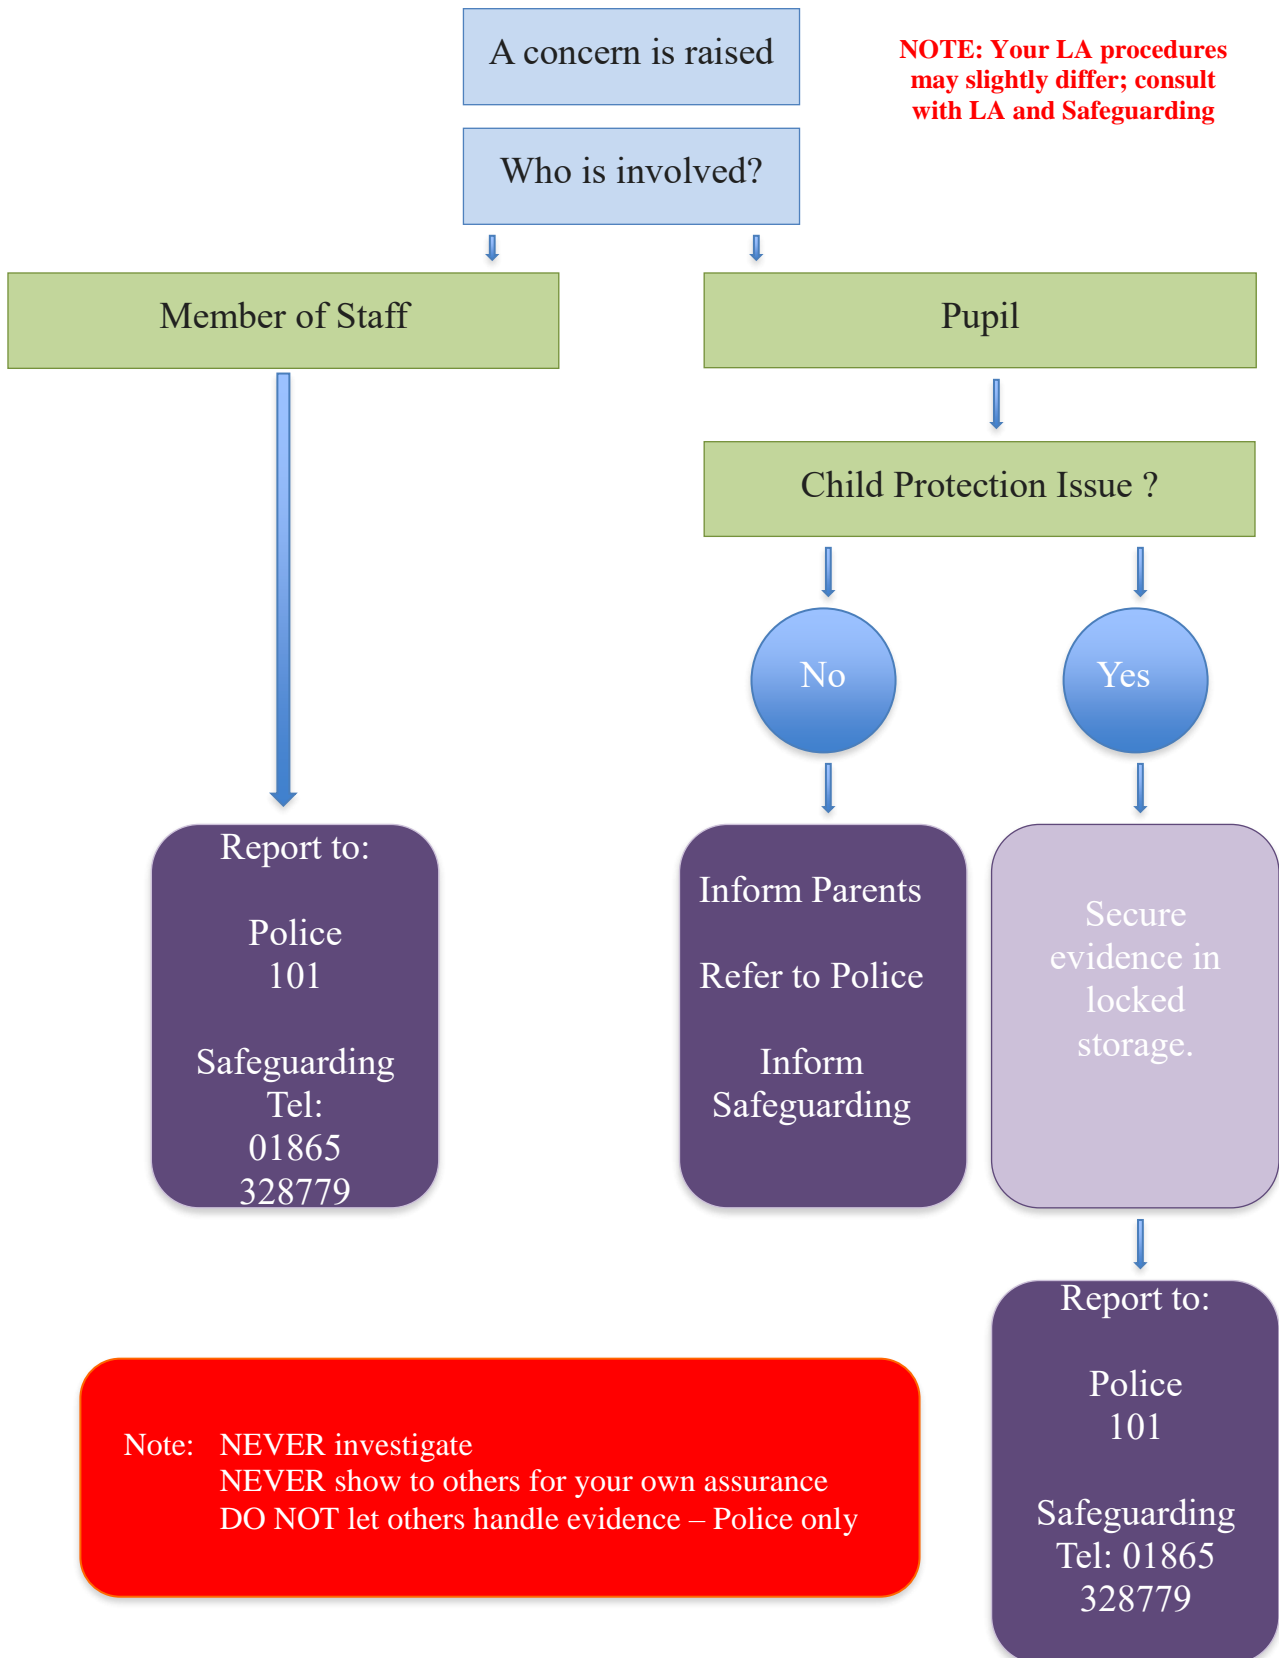 A concern is raised
NOTE: Your LA procedures
may slightly differ; consult
with LA and Safeguarding
Who is involved?
Member of Staff
Pupil
Child Protection Issue ?
No
Yes
Report to:
Police
101
Safeguarding
Tel:
01865
328779
Inform Parents
Refer to Police
Inform
Safeguarding
Secure
evidence in
locked
storage.
Report to:
Police
101
Safeguarding
Tel: 01865
328779
Note: NEVER investigate
NEVER show to others for your own assurance
DO NOT let others handle evidence – Police only